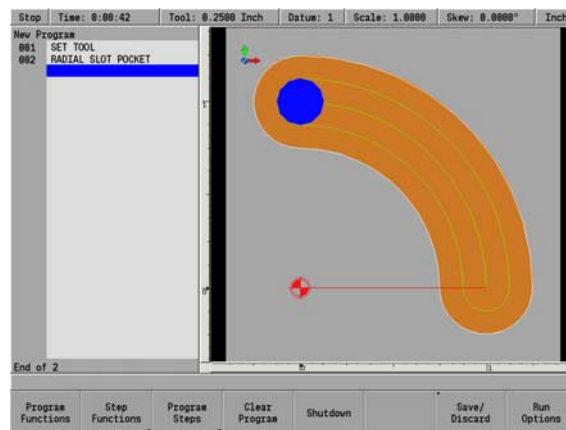 Stop Time: 0:00:42 Tool: 0.2500 Inch Datum: 1 Scale: 1.0000 Skew: 0.0000° Inch
New Program
001 SET TOOL
002 RADIAL SLOT POCKET
1
0
End of 2
0 1
Program Functions
Step Functions
Program Steps
Clear Program
Shutdown
Save/ Discard
Run Options